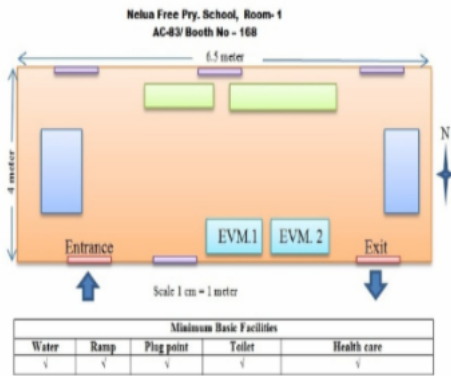 Nelua Free Pry. School, Room- 1
AC-83/ Booth No – 168
6.5 meter
4 meter
N
EVM.1
EVM. 2
Entrance
Exit
Scale 1 cm = 1 meter
Minimum Basic Facilities
Water Ramp Plug point Toilet Health care
√ √ √ √ √